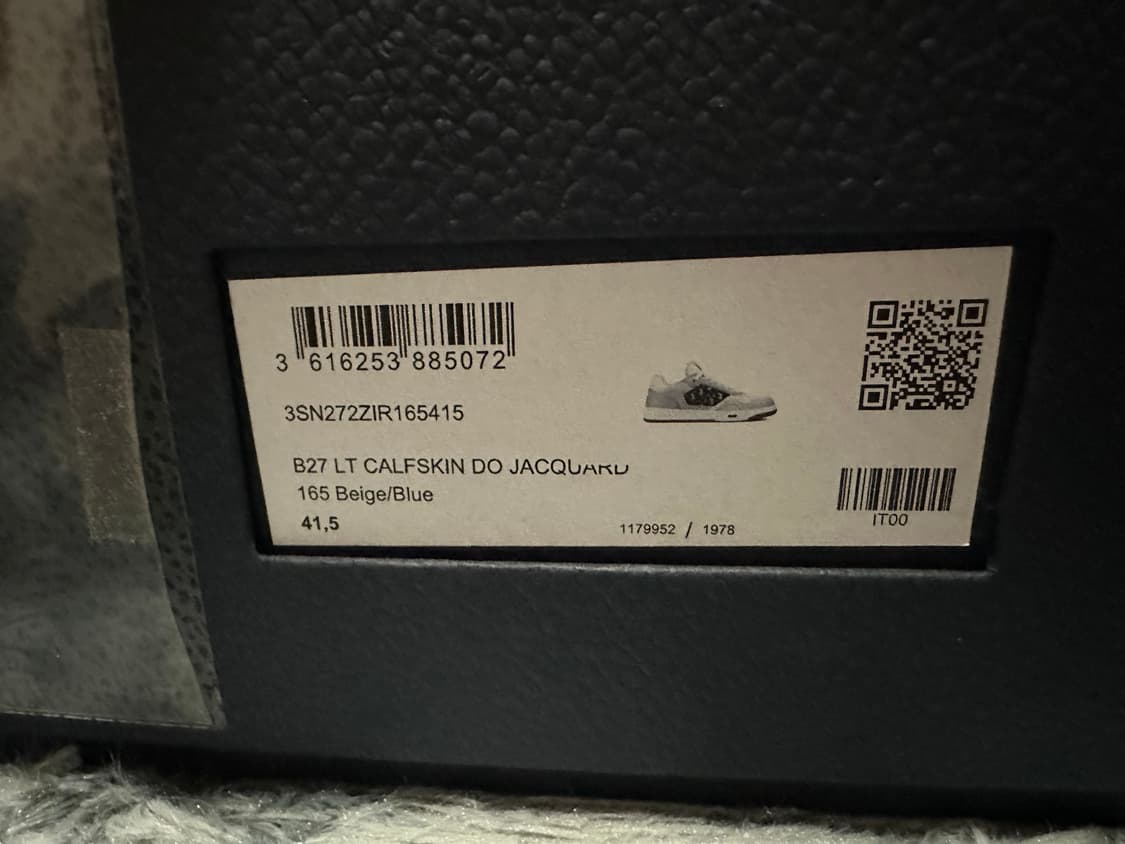 3 616253 885072
3SN272ZIR165415
B27 LT CALFSKIN DO JACQUARD
165 Beige/Blue
41,5
1179952 / 1978
IT00